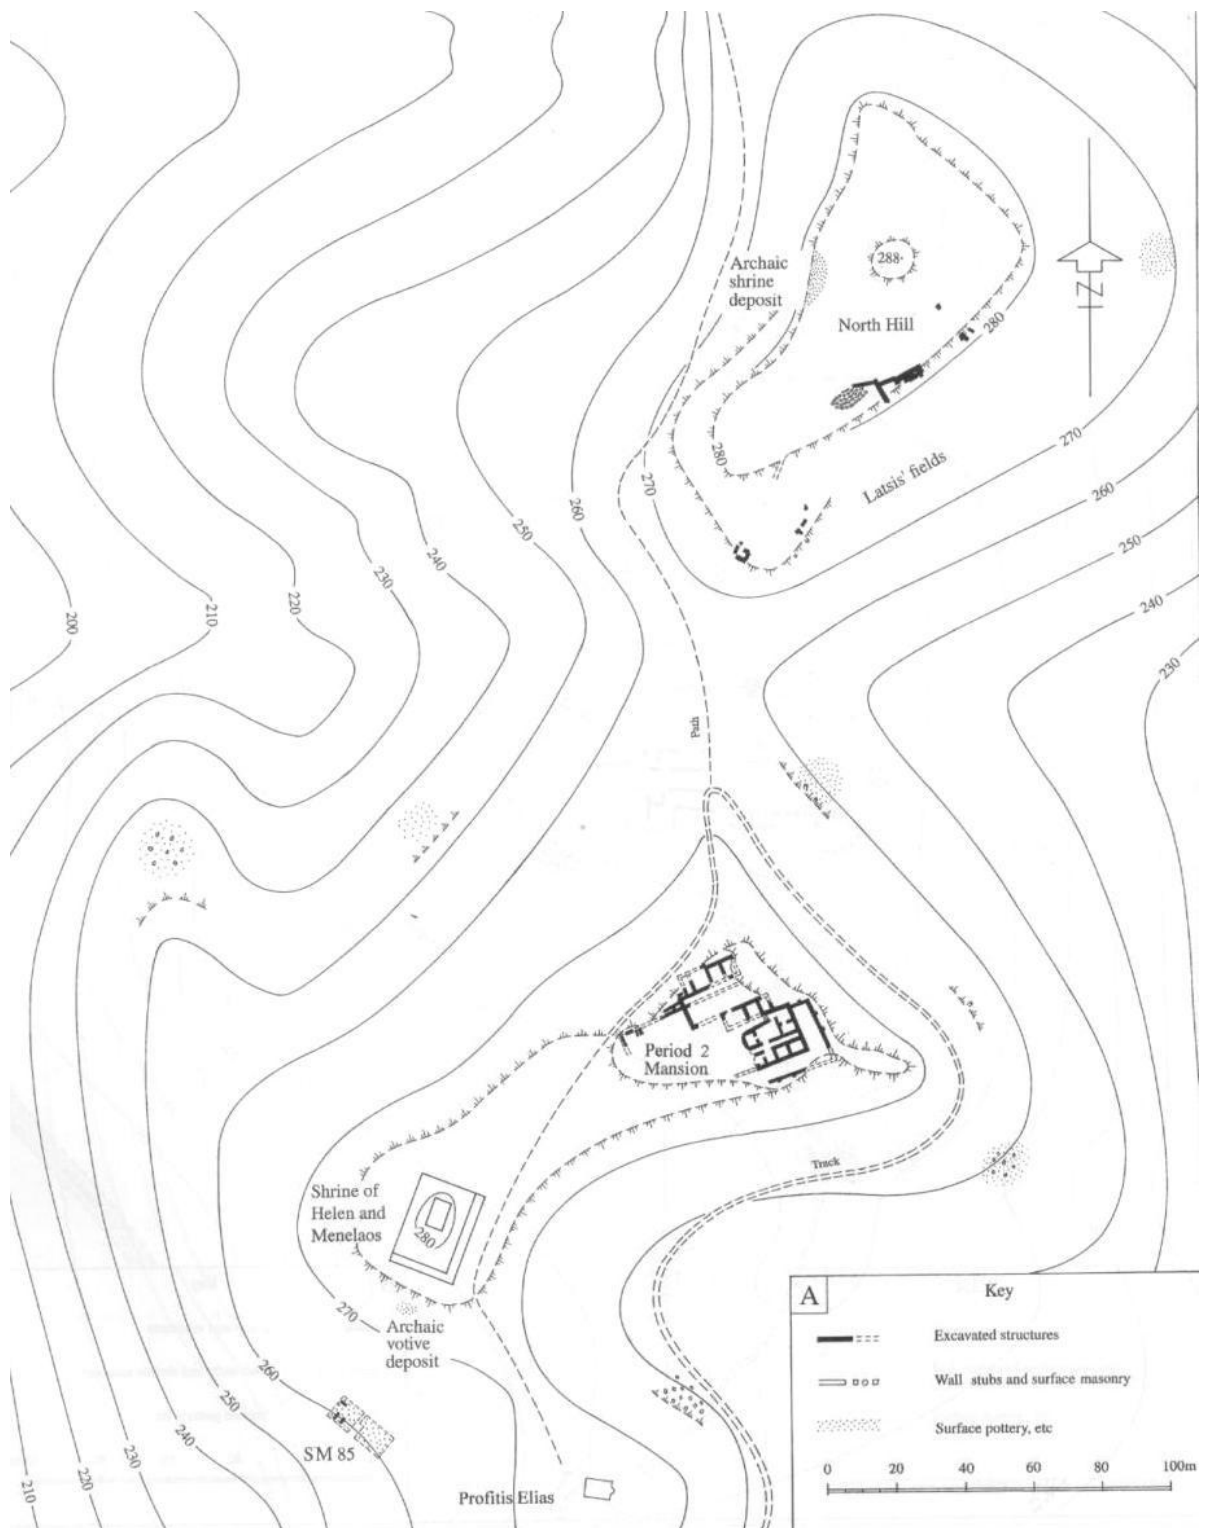 Archaic
shrine
deposit
288·
North Hill
280
280
270
270
Latsis' fields
260
260
250
250
240
240
230
230
220
210
200
N
Path
Period 2
Mansion
Track
Shrine of
Helen and
Menelaos
280
270
Archaic
votive
deposit
260
250
240
230
220
210
SM 85
Profitis Elias
A
Key
Excavated structures
Wall stubs and surface masonry
Surface pottery, etc
0 20 40 60 80 100m